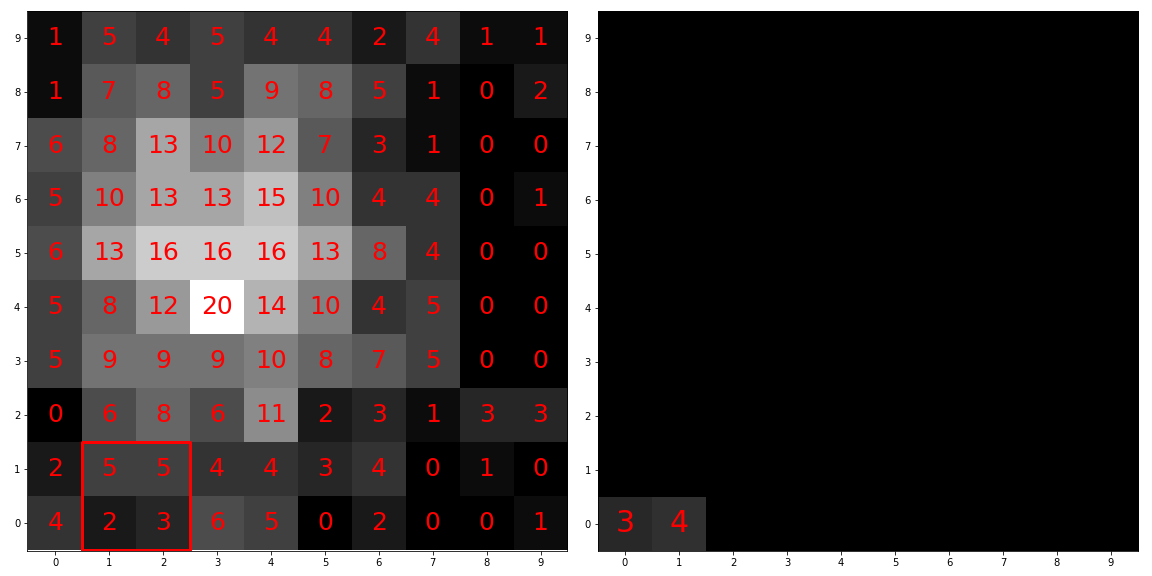 9 1 5 4 5 4 4 2 4 1 1 9
8 1 7 8 5 9 8 5 1 0 2 8
7 6 8 13 10 12 7 3 1 0 0 7
6 5 10 13 13 15 10 4 4 0 1 6
5 6 13 16 16 16 13 8 4 0 0 5
4 5 8 12 20 14 10 4 5 0 0 4
3 5 9 9 9 10 8 7 5 0 0 3
2 0 6 8 6 11 2 3 1 3 3 2
1 2 5 5 4 4 3 4 0 1 0 1
0 4 2 3 6 5 0 2 0 0 1 0 3 4
0 1 2 3 4 5 6 7 8 9 0 1 2 3 4 5 6 7 8 9